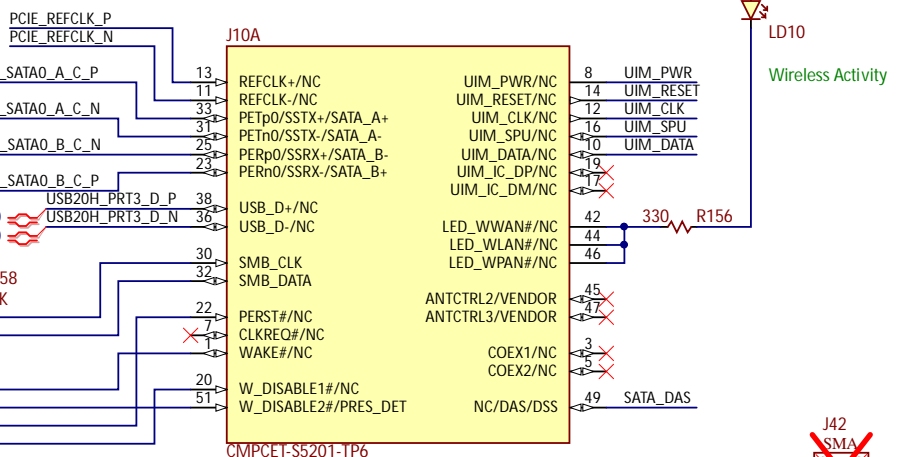 PCIE_REFCLK_P
PCIE_REFCLK_N
_SATA0_A_C_P
_SATA0_A_C_N
_SATA0_B_C_N
_SATA0_B_C_P
USB20H_PRT3_D_P
USB20H_PRT3_D_N
58
K
J10A
13 REFCLK+/NC
11 REFCLK-/NC
33 PETp0/SSTX+/SATA_A+
31 PETn0/SSTX-/SATA_A-
25 PERp0/SSRX+/SATA_B-
23 PERn0/SSRX-/SATA_B+
38 USB_D+/NC
36 USB_D-/NC
30 SMB_CLK
32 SMB_DATA
22 PERST#/NC
7 CLKREQ#/NC
1 WAKE#/NC
20 W_DISABLE1#/NC
51 W_DISABLE2#/PRES_DET
UIM_PWR/NC 8 UIM_PWR
UIM_RESET/NC 14 UIM_RESET
UIM_CLK/NC 12 UIM_CLK
UIM_SPU/NC 16 UIM_SPU
UIM_DATA/NC 10 UIM_DATA
UIM_IC_DP/NC 19
UIM_IC_DM/NC 17
LED_WWAN#/NC 42
LED_WLAN#/NC 44
LED_WPAN#/NC 46
ANTCTRL2/VENDOR 45
ANTCTRL3/VENDOR 47
COEX1/NC 3
COEX2/NC 5
NC/DAS/DSS 49 SATA_DAS
CMPCET-S5201-TP6
330 R156
LD10
Wireless Activity
J42
SMA